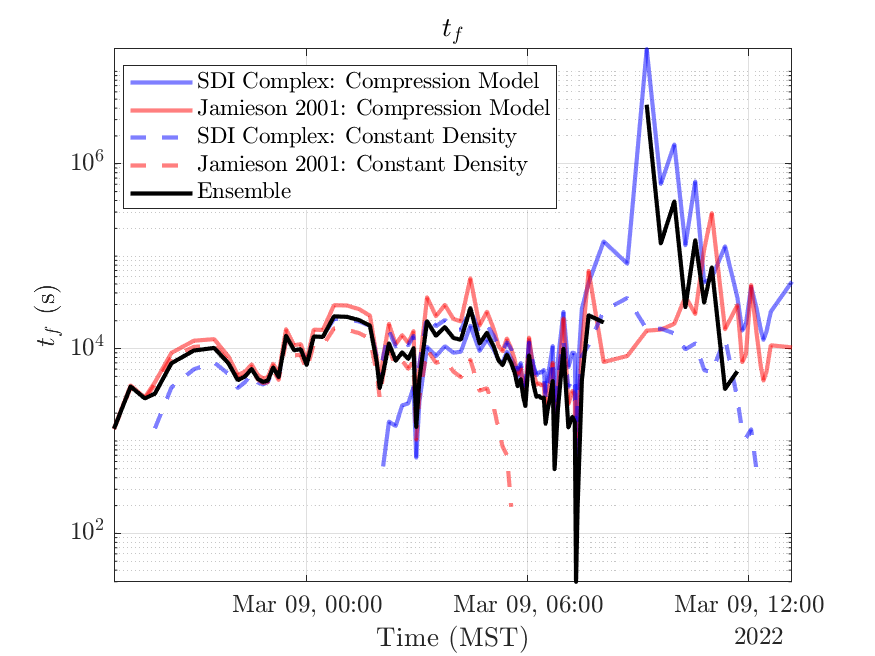 t_f
SDI Complex: Compression Model
Jamieson 2001: Compression Model
SDI Complex: Constant Density
Jamieson 2001: Constant Density
Ensemble
10^6
10^4
10^2
t_f (s)
Mar 09, 00:00
Mar 09, 06:00
Mar 09, 12:00
Time (MST)
2022